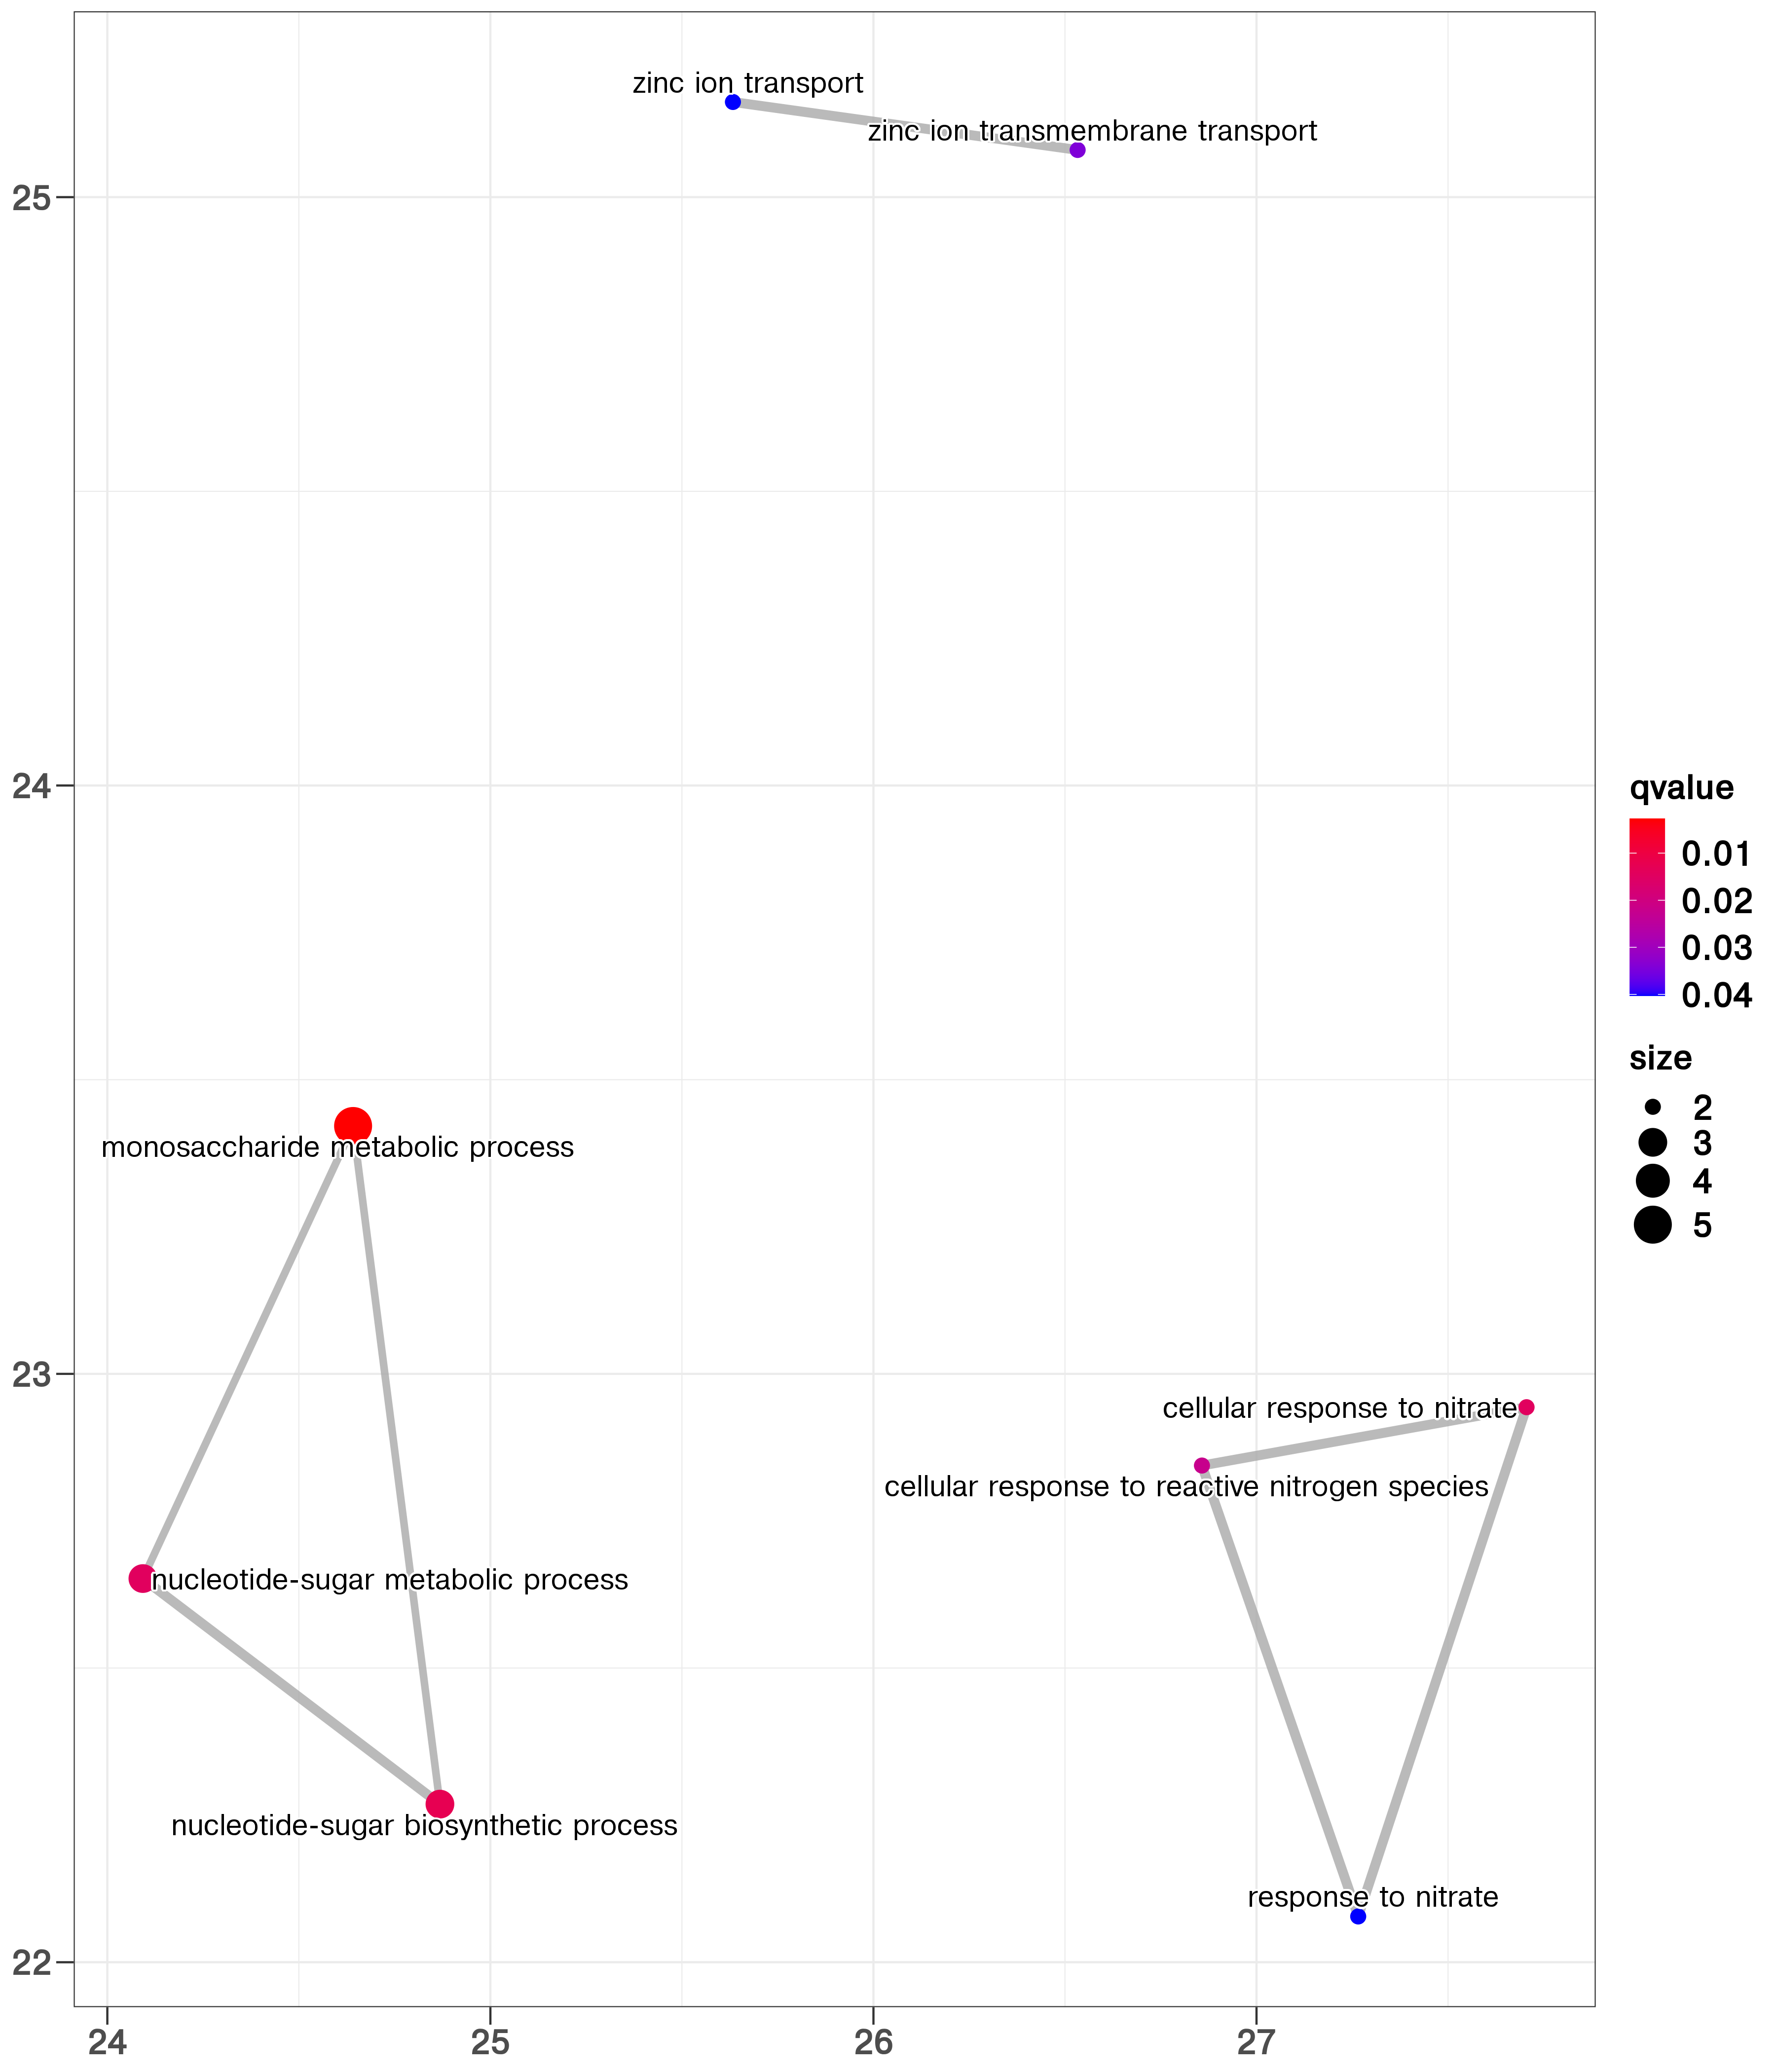 zinc ion transport
zinc ion transmembrane transport
25
24
qvalue
0.01
0.02
0.03
0.04
size
2
3
4
5
monosaccharide metabolic process
23
cellular response to nitrate
cellular response to reactive nitrogen species
nucleotide-sugar metabolic process
nucleotide-sugar biosynthetic process
response to nitrate
22
24 25 26 27